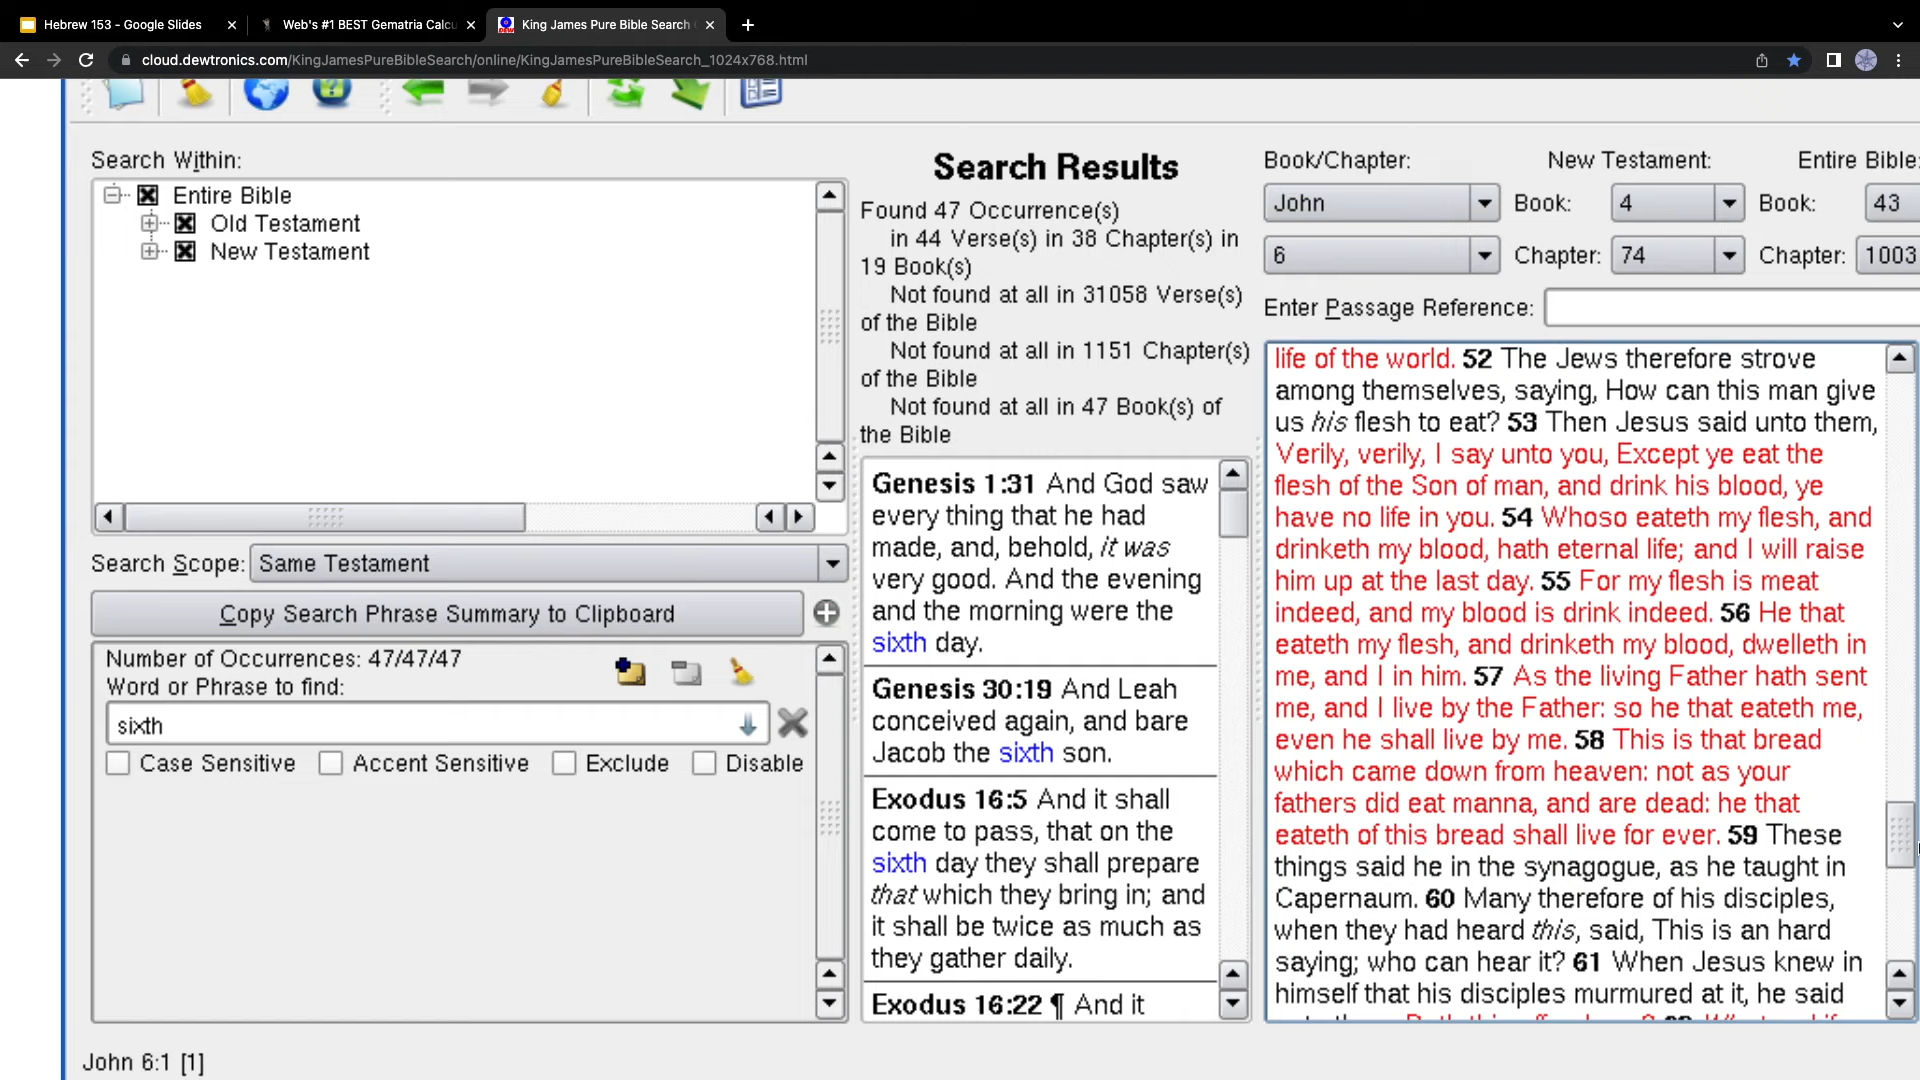 Hebrew 153 - Google Slides
Web's #1 BEST Gematria Calcu
King James Pure Bible Search
cloud.dewtronics.com/KingJamesPureBibleSearch/online/KingJamesPureBibleSearch_1024x768.html
Search Within:
Entire Bible
Old Testament
New Testament
Search Scope: Same Testament
Copy Search Phrase Summary to Clipboard
Number of Occurrences: 47/47/47
Word or Phrase to find:
sixth
Case Sensitive Accent Sensitive Exclude Disable
Search Results
Found 47 Occurrence(s)
in 44 Verse(s) in 38 Chapter(s) in
19 Book(s)
Not found at all in 31058 Verse(s)
of the Bible
Not found at all in 1151 Chapter(s)
of the Bible
Not found at all in 47 Book(s) of
the Bible
Genesis 1:31 And God saw
every thing that he had
made, and, behold, it was
very good. And the evening
and the morning were the
sixth day.
Genesis 30:19 And Leah
conceived again, and bare
Jacob the sixth son.
Exodus 16:5 And it shall
come to pass, that on the
sixth day they shall prepare
that which they bring in; and
it shall be twice as much as
they gather daily.
Exodus 16:22 ¶ And it
Book/Chapter: New Testament: Entire Bible:
John Book: 4 Book: 43
6 Chapter: 74 Chapter: 1003
Enter Passage Reference:
life of the world. 52 The Jews therefore strove
among themselves, saying, How can this man give
us his flesh to eat? 53 Then Jesus said unto them,
Verily, verily, I say unto you, Except ye eat the
flesh of the Son of man, and drink his blood, ye
have no life in you. 54 Whoso eateth my flesh, and
drinketh my blood, hath eternal life; and I will raise
him up at the last day. 55 For my flesh is meat
indeed, and my blood is drink indeed. 56 He that
eateth my flesh, and drinketh my blood, dwelleth in
me, and I in him. 57 As the living Father hath sent
me, and I live by the Father: so he that eateth me,
even he shall live by me. 58 This is that bread
which came down from heaven: not as your
fathers did eat manna, and are dead: he that
eateth of this bread shall live for ever. 59 These
things said he in the synagogue, as he taught in
Capernaum. 60 Many therefore of his disciples,
when they had heard this, said, This is an hard
saying; who can hear it? 61 When Jesus knew in
himself that his disciples murmured at it, he said
John 6:1 [1]